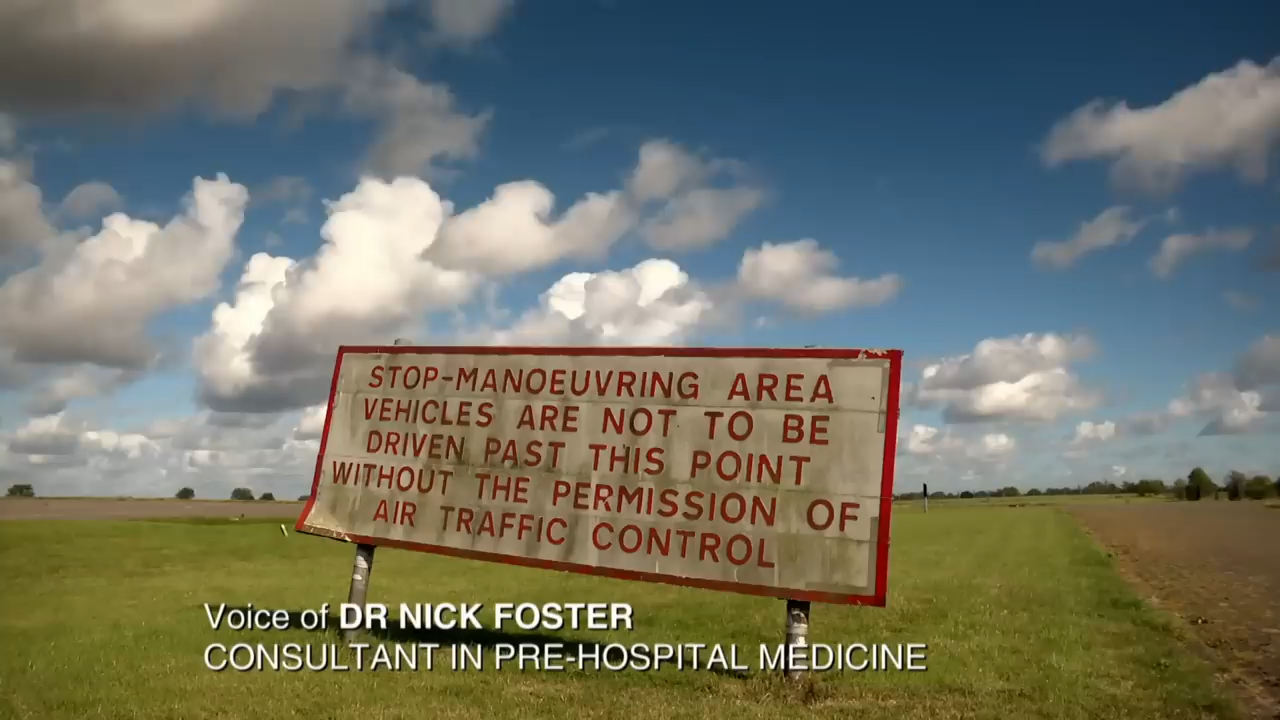 STOP-MANOEUVRING AREA
VEHICLES ARE NOT TO BE
DRIVEN PAST THIS POINT
WITHOUT THE PERMISSION OF
AIR TRAFFIC CONTROL
Voice of DR NICK FOSTER
CONSULTANT IN PRE-HOSPITAL MEDICINE